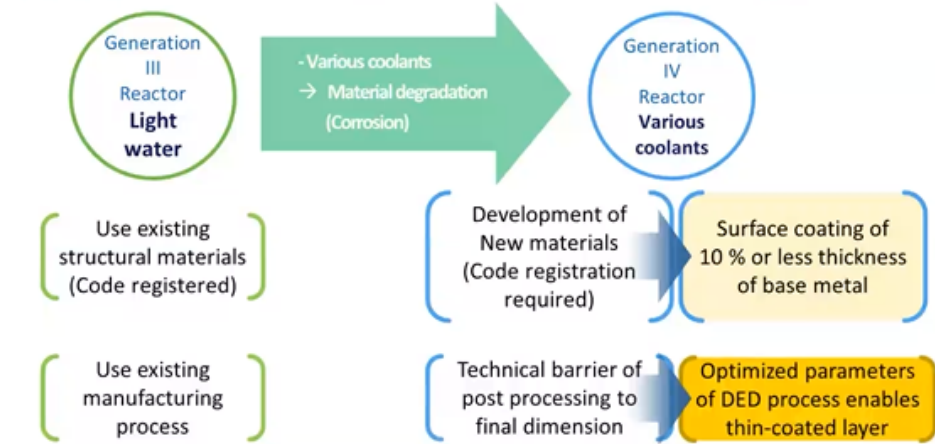 Generation
III
Reactor
Light
water
- Various coolants
→ Material degradation
(Corrosion)
Generation
IV
Reactor
Various
coolants
Use existing
structural materials
(Code registered)
Development of
New materials
(Code registration
required)
Surface coating of
10 % or less thickness
of base metal
Use existing
manufacturing
process
Technical barrier of
post processing to
final dimension
Optimized parameters
of DED process enables
thin-coated layer